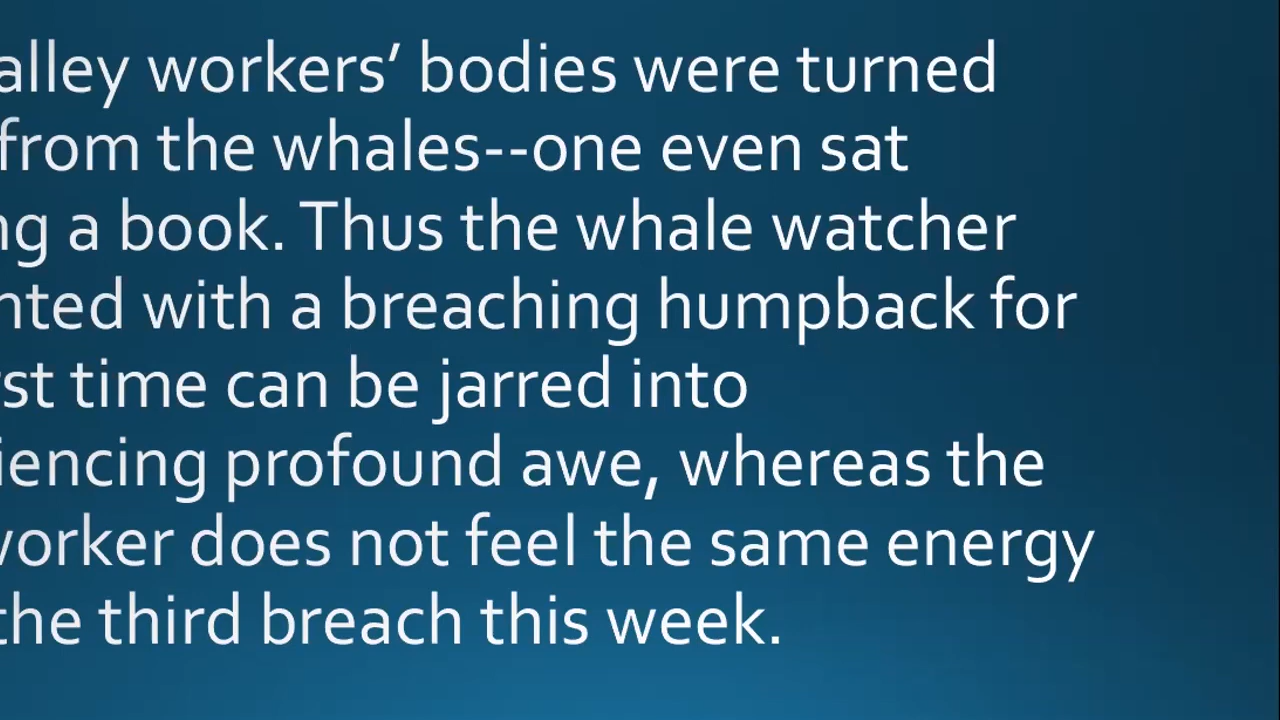 alley workers’ bodies were turned
from the whales--one even sat
ng a book. Thus the whale watcher
nted with a breaching humpback for
st time can be jarred into
iencing profound awe, whereas the
worker does not feel the same energy
the third breach this week.